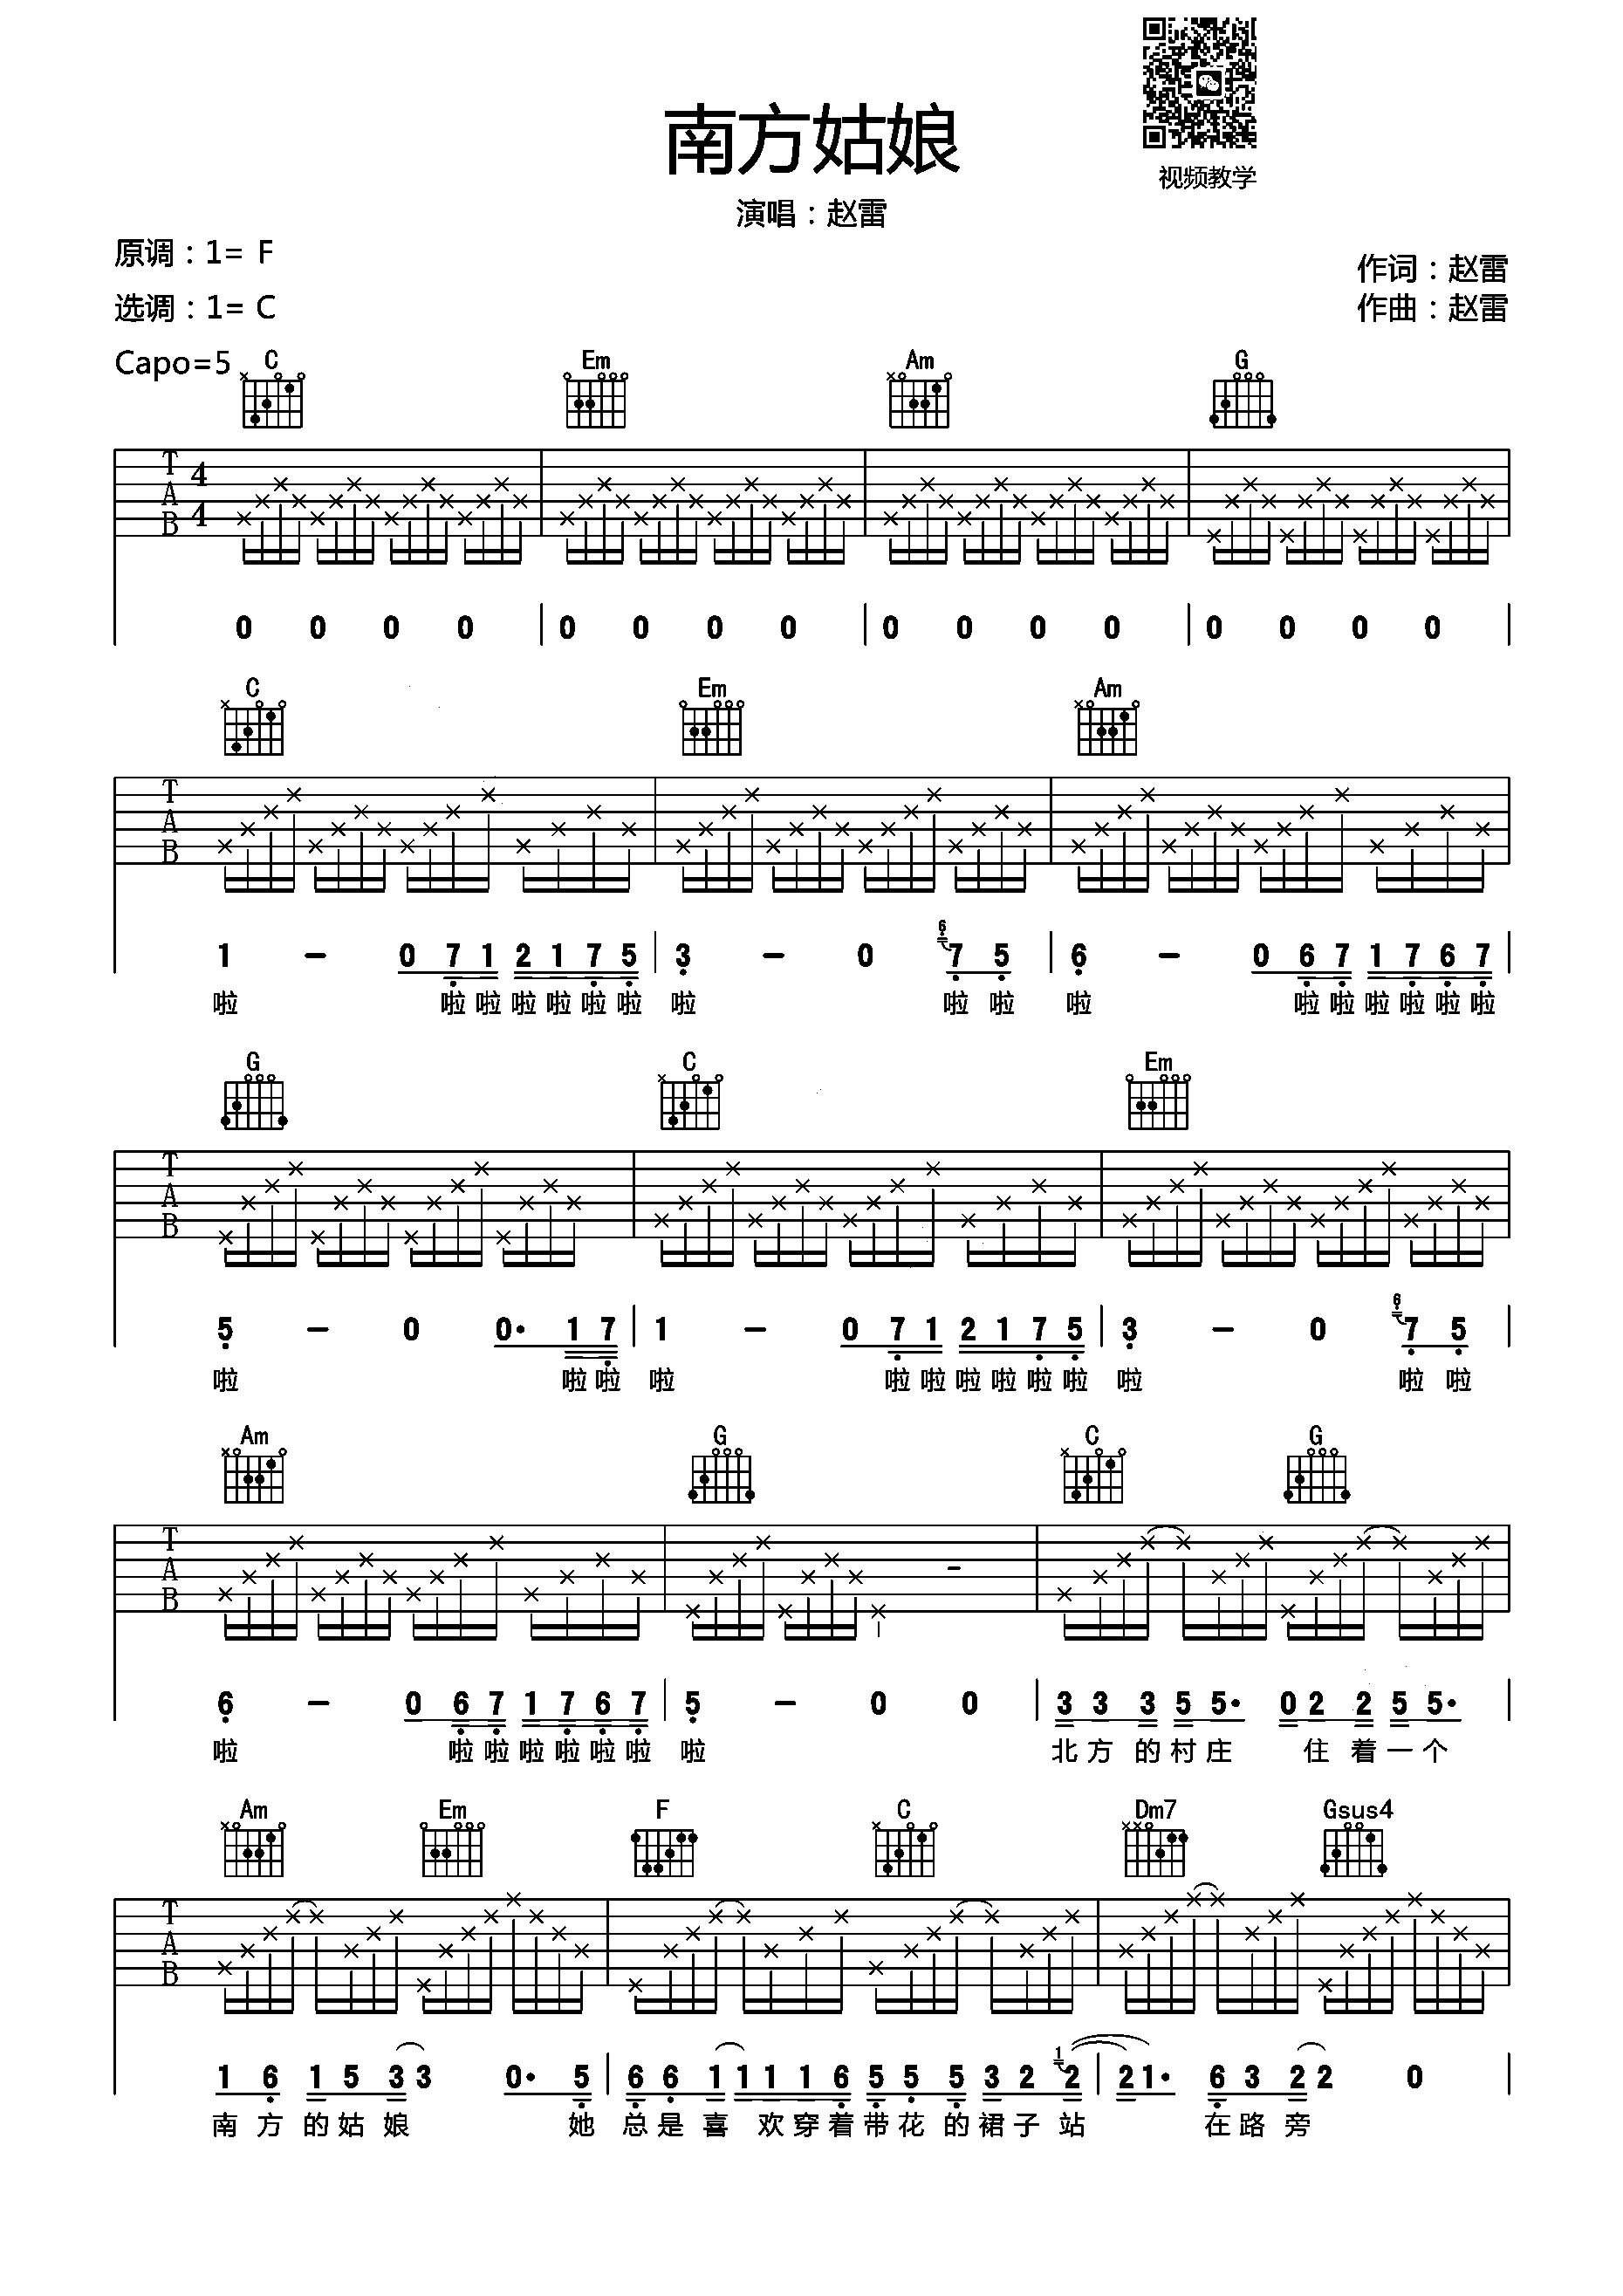 视频教学
南方姑娘
演唱：赵雷
原调：1= F
作词：赵雷
选调：1= C
作曲：赵雷
Capo=5
C Em Am G
T A B 4 4
0 0 0 0 | 0 0 0 0 | 0 0 0 0 | 0 0 0 0
C Em Am
T A B
1 – 0 7 1 2 1 7 5 | 3 – 0 6 7 5 | 6 – 0 6 7 1 7 6 7
啦 啦 啦 啦 啦 啦 啦 啦 啦 啦 啦 啦 啦 啦 啦 啦 啦
G C Em
T A B
5 – 0 0· 1 7 | 1 – 0 7 1 2 1 7 5 | 3 – 0 6 7 5
啦 啦 啦 啦 啦 啦 啦 啦 啦 啦 啦 啦 啦
Am G C G
T A B
6 – 0 6 7 1 7 6 7 | 5 – 0 0 | 3 3 3 5 5· 0 2 2 5 5·
啦 啦 啦 啦 啦 啦 啦 啦 北 方 的 村 庄 住 着 一 个
Am Em F C Dm7 Gsus4
T A B
1 6 1 5 3 3 0· 5 | 6 6 1 1 1 1 6 5 5 5 3 2 1 2 | 2 1· 6 3 2 2 0
南 方 的 姑 娘 她 总 是 喜 欢 穿 着 带 花 的 裙 子 站 在 路 旁